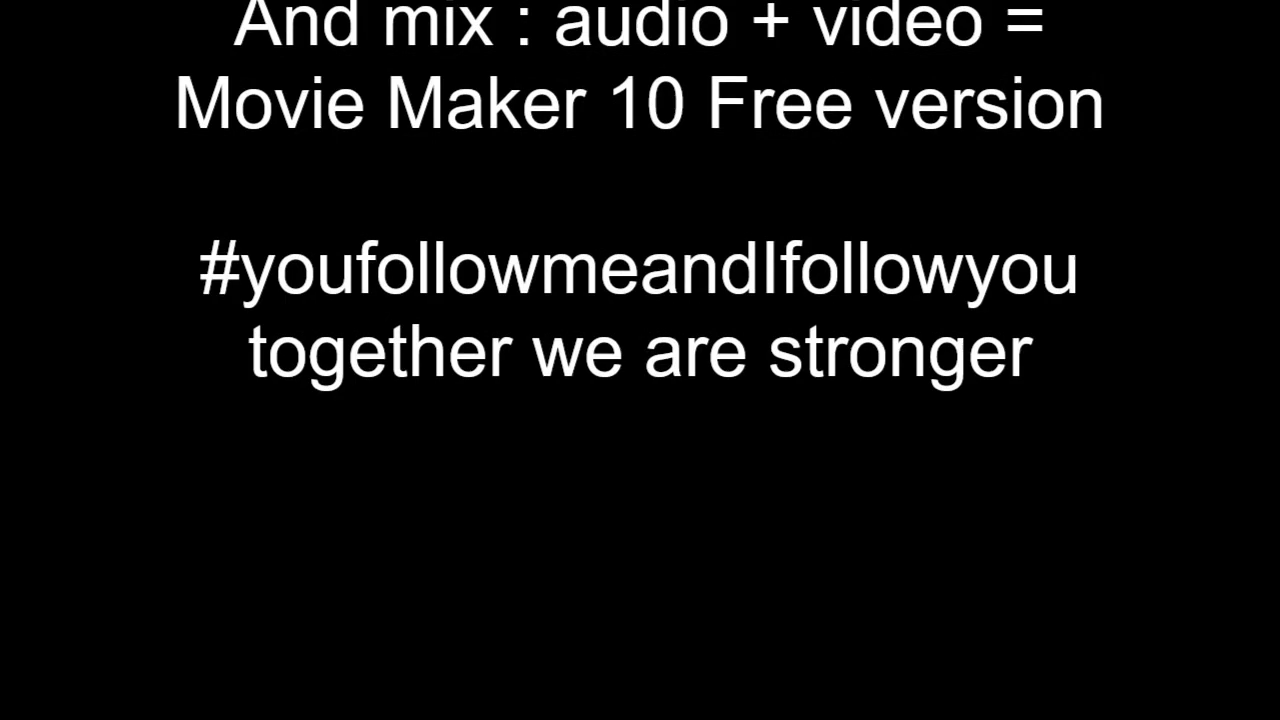 And mix : audio + video =
Movie Maker 10 Free version
#youfollowmeandIfollowyou
together we are stronger